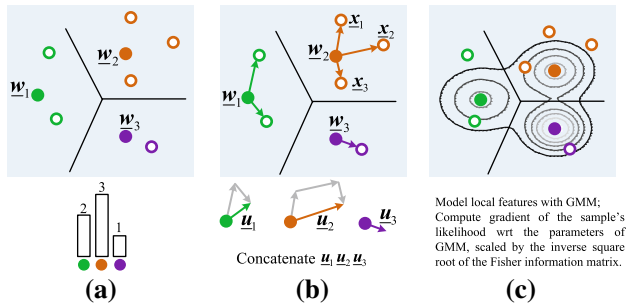 w1
w2
w3
2
3
1
(a)
x1
x2
w2
x3
w1
w3
u1
u2
u3
Concatenate u1 u2 u3
(b)
Model local features with GMM;
Compute gradient of the sample's
likelihood wrt the parameters of
GMM, scaled by the inverse square
root of the Fisher information matrix.
(c)